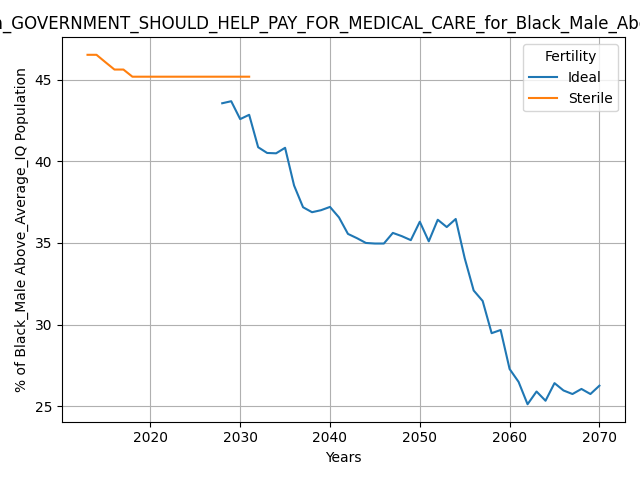 GOVERNMENT_SHOULD_HELP_PAY_FOR_MEDICAL_CARE_for_Black_Male_Abo
Fertility
Ideal
Sterile
% of Black_Male Above_Average_IQ Population
45
40
35
30
25
2020 2030 2040 2050 2060 2070
Years